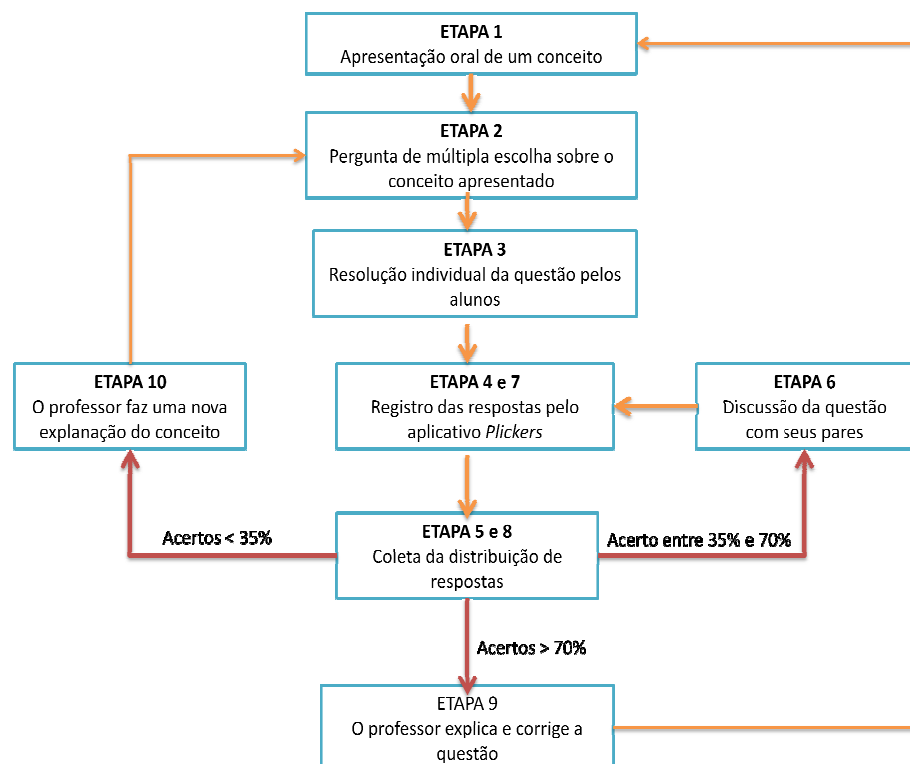 ETAPA 1
Apresentação oral de um conceito
ETAPA 2
Pergunta de múltipla escolha sobre o
conceito apresentado
ETAPA 3
Resolução individual da questão pelos
alunos
ETAPA 4 e 7
Registro das respostas pelo
aplicativo Plickers
ETAPA 6
Discussão da questão
com seus pares
ETAPA 10
O professor faz uma nova
explanação do conceito
Acertos < 35%
ETAPA 5 e 8
Coleta da distribuição de
respostas
Acerto entre 35% e 70%
Acertos > 70%
ETAPA 9
O professor explica e corrige a
questão